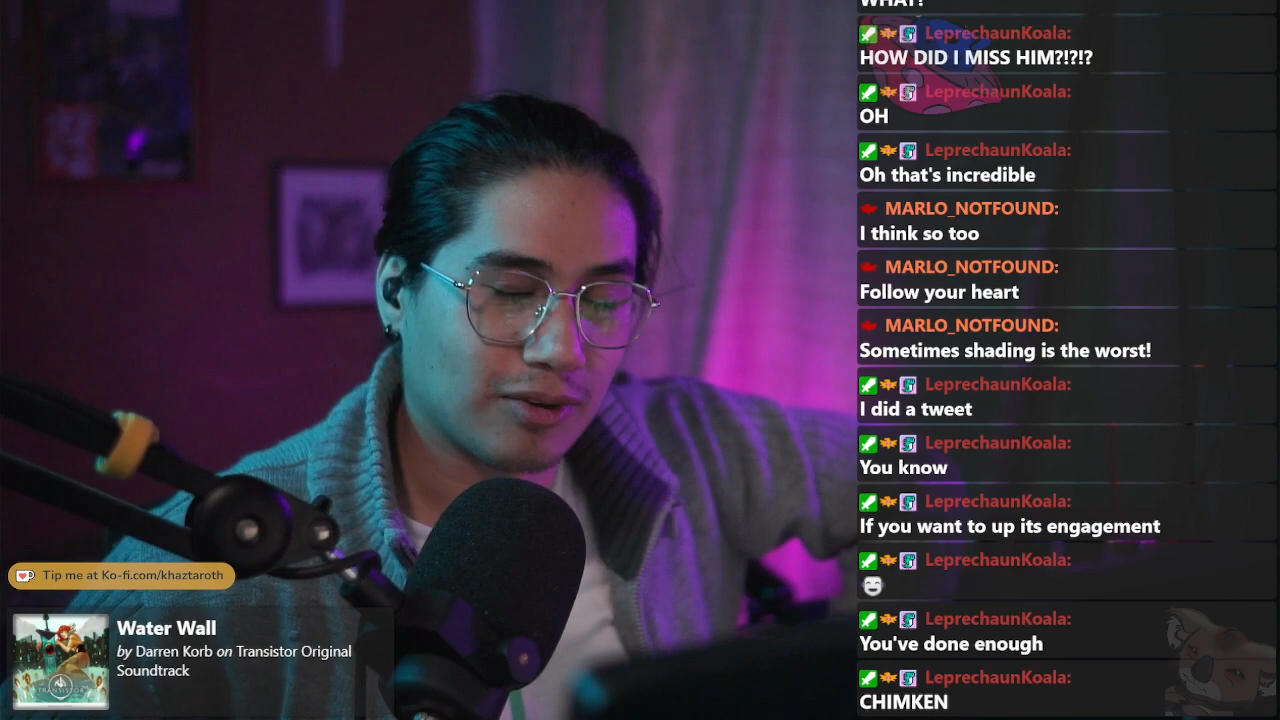 WHAT?
LeprechaunKoala:
HOW DID I MISS HIM?!?!?
LeprechaunKoala:
OH
LeprechaunKoala:
Oh that's incredible
MARLO_NOTFOUND:
I think so too
MARLO_NOTFOUND:
Follow your heart
MARLO_NOTFOUND:
Sometimes shading is the worst!
LeprechaunKoala:
I did a tweet
LeprechaunKoala:
You know
LeprechaunKoala:
If you want to up its engagement
LeprechaunKoala:
LeprechaunKoala:
You've done enough
LeprechaunKoala:
CHIMKEN
Tip me at Ko-fi.com/khaztaroth
Water Wall
by Darren Korb on Transistor Original
Soundtrack
TRANSISTOR